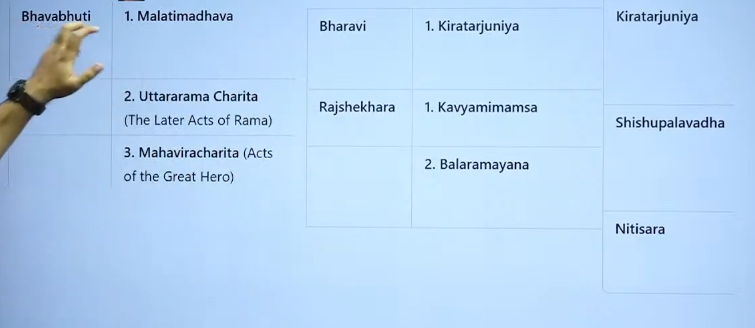 Bhavabhuti
1. Malatimadhava
2. Uttararama Charita
(The Later Acts of Rama)
3. Mahaviracharita (Acts
of the Great Hero)
Bharavi
1. Kiratarjuniya
Rajshekhara
1. Kavyamimamsa
2. Balaramayana
Kiratarjuniya
Shishupalavadha
Nitisara